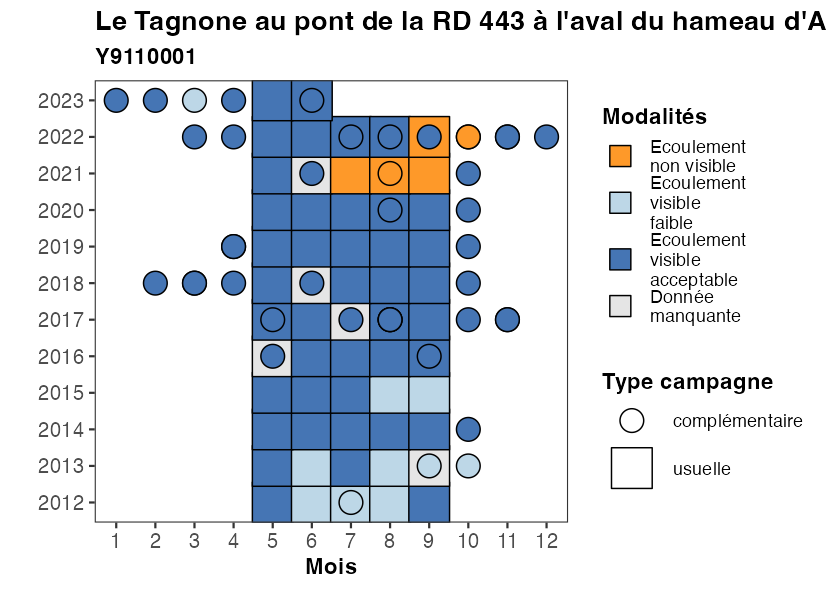 Le Tagnone au pont de la RD 443 à l'aval du hameau d'A
Y9110001
2023
2022
2021
2020
2019
2018
2017
2016
2015
2014
2013
2012
1 2 3 4 5 6 7 8 9 10 11 12
Mois
Modalités
Ecoulement
non visible
Ecoulement
visible
faible
Ecoulement
visible
acceptable
Donnée
manquante
Type campagne
complémentaire
usuelle